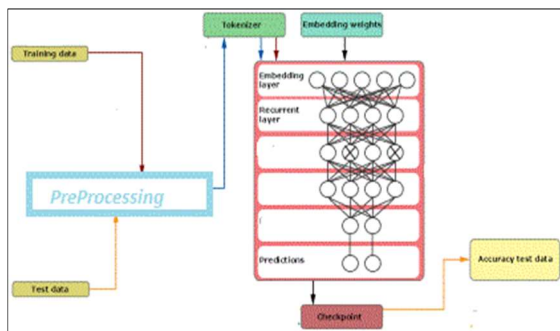 Tokenizer
Embedding weights
Training data
Embedding
layer
Recurrent
layer
PreProcessing
Predictions
Accuracy test data
Test data
Checkpoint